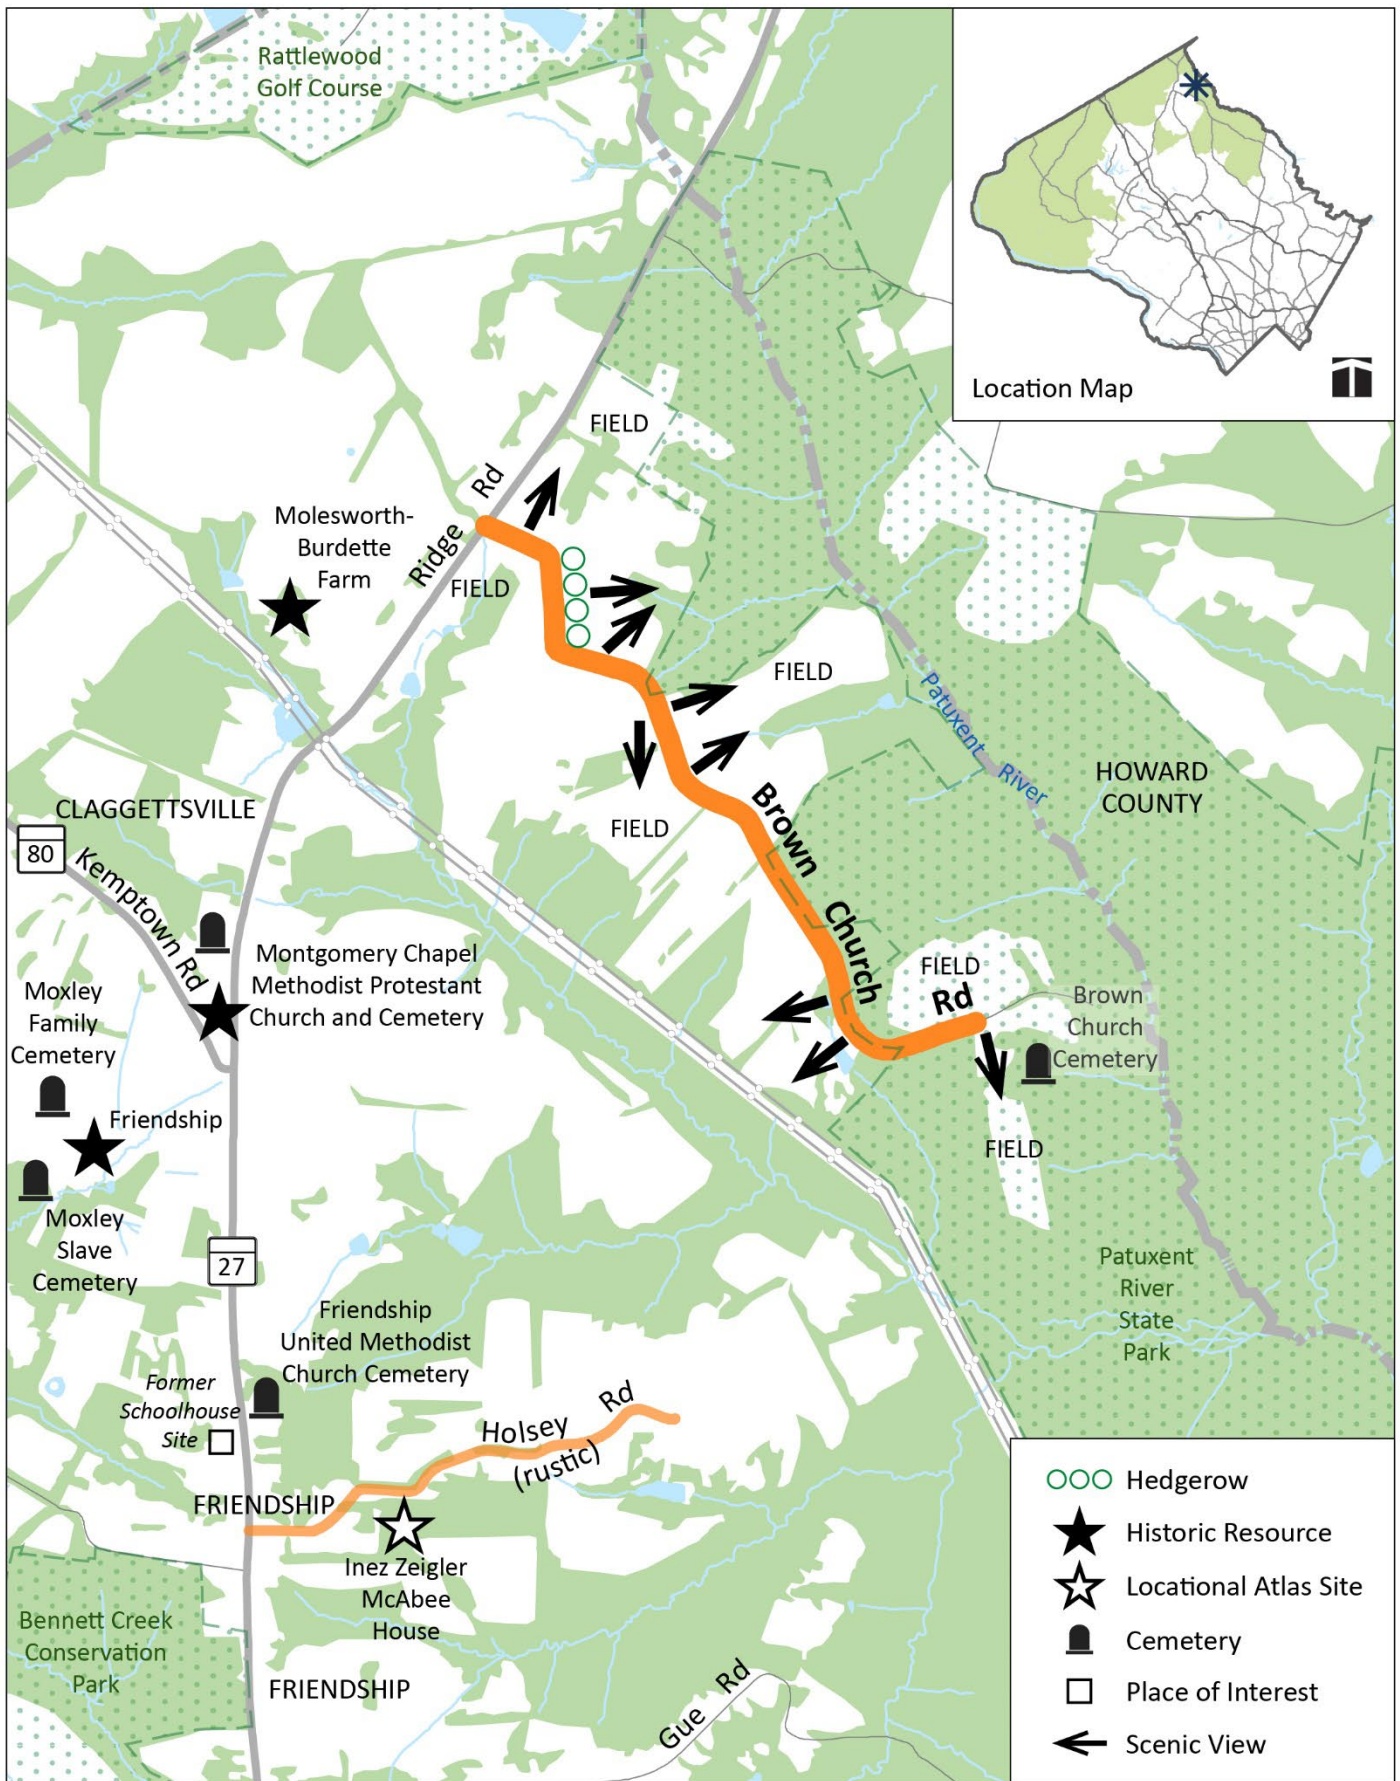 Rattlewood
Golf Course
Location Map
FIELD
Ridge Rd
Molesworth-
Burdette
Farm
FIELD
FIELD
Patuxent River
HOWARD
COUNTY
CLAGGETTSVILLE
FIELD
Brown Church Rd
80
Kemptown Rd
Montgomery Chapel
Methodist Protestant
Church and Cemetery
FIELD
Brown
Church
Cemetery
Moxley
Family
Cemetery
Friendship
FIELD
Moxley
Slave
Cemetery
27
Patuxent
River
State
Park
Friendship
United Methodist
Church Cemetery
Former
Schoolhouse
Site
Holsey Rd
(rustic)
FRIENDSHIP
Inez Zeigler
McAbee
House
Bennett Creek
Conservation
Park
FRIENDSHIP
Gue Rd
Hedgerow
Historic Resource
Locational Atlas Site
Cemetery
Place of Interest
Scenic View